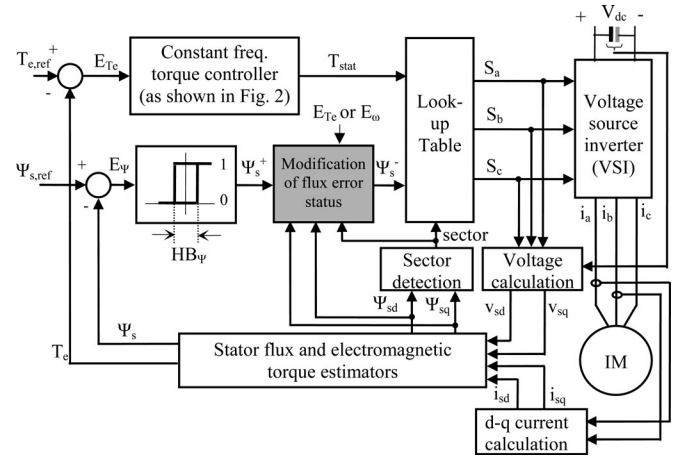 + V_dc -
T_e,ref + E_Te Constant freq. torque controller (as shown in Fig. 2) T_stat
-
Look-up Table
S_a
S_b
S_c
Voltage source inverter (VSI)
E_Te or E_ω
Ψ_s,ref + E_Ψ
-
1
0
HB_Ψ
Ψ_s^+
Modification of flux error status
Ψ_s^-
i_a i_b i_c
sector
Sector detection
Voltage calculation
Ψ_sd Ψ_sq
v_sd v_sq
Ψ_s
T_e
Stator flux and electromagnetic torque estimators
IM
i_sd i_sq
d-q current calculation